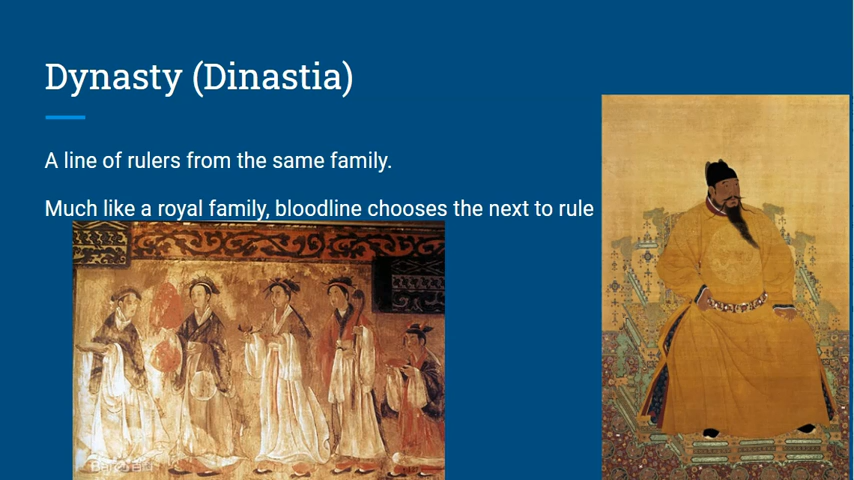 Dynasty (Dinastia)
A line of rulers from the same family.
Much like a royal family, bloodline chooses the next to rule